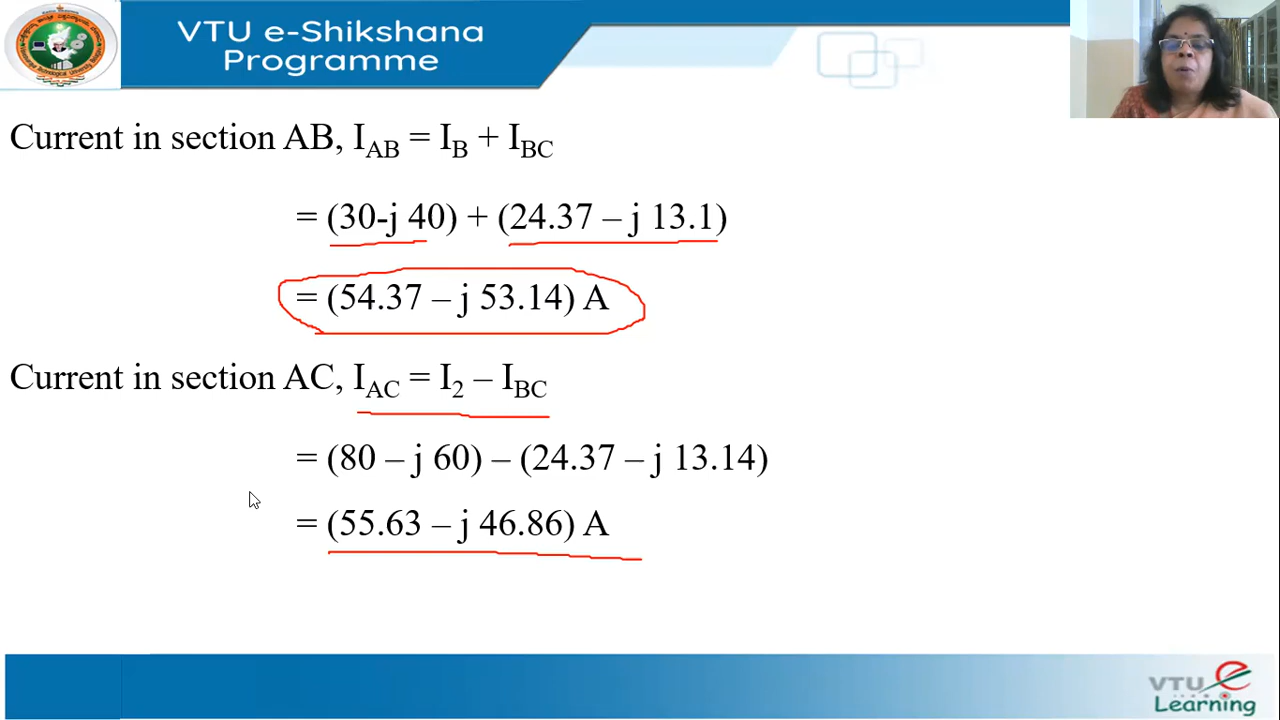 VTU e-Shikshana
Programme
Current in section AB, I_AB = I_B + I_BC
= (30-j 40) + (24.37 – j 13.1)
= (54.37 – j 53.14) A
Current in section AC, I_AC = I_2 – I_BC
= (80 – j 60) – (24.37 – j 13.14)
= (55.63 – j 46.86) A
VTU e
Learning